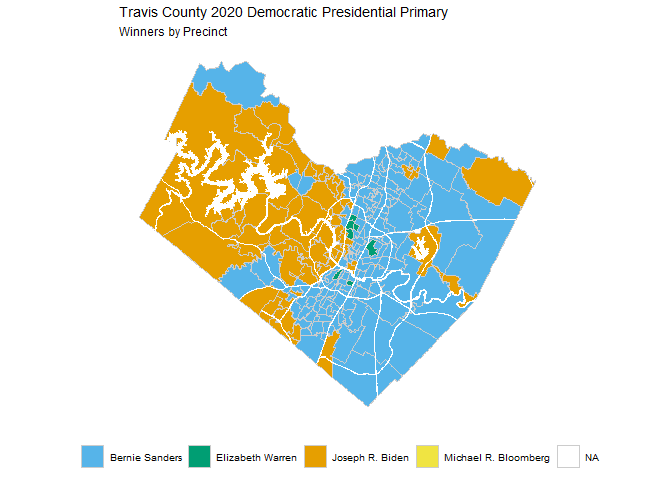 Travis County 2020 Democratic Presidential Primary
Winners by Precinct
Bernie Sanders Elizabeth Warren Joseph R. Biden Michael R. Bloomberg NA